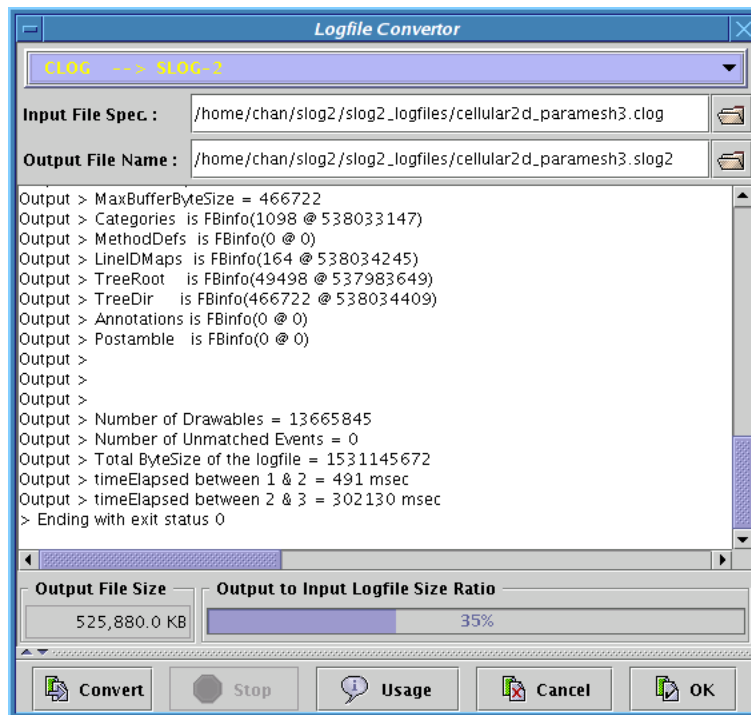 Logfile Convertor
CLOG --> SLOG-2
Input File Spec. : /home/chan/slog2/slog2_logfiles/cellular2d_paramesh3.clog
Output File Name : /home/chan/slog2/slog2_logfiles/cellular2d_paramesh3.slog2
Output > MaxBufferByteSize = 466722
Output > Categories is FBinfo(1098 @ 538033147)
Output > MethodDefs is FBinfo(0 @ 0)
Output > LineIDMaps is FBinfo(164 @ 538034245)
Output > TreeRoot is FBinfo(49498 @ 537983649)
Output > TreeDir is FBinfo(466722 @ 538034409)
Output > Annotations is FBinfo(0 @ 0)
Output > Postamble is FBinfo(0 @ 0)
Output >
Output >
Output >
Output > Number of Drawables = 13665845
Output > Number of Unmatched Events = 0
Output > Total ByteSize of the logfile = 1531145672
Output > timeElapsed between 1 & 2 = 491 msec
Output > timeElapsed between 2 & 3 = 302130 msec
> Ending with exit status 0
Output File Size Output to Input Logfile Size Ratio
525,880.0 KB 35%
Convert Stop Usage Cancel OK